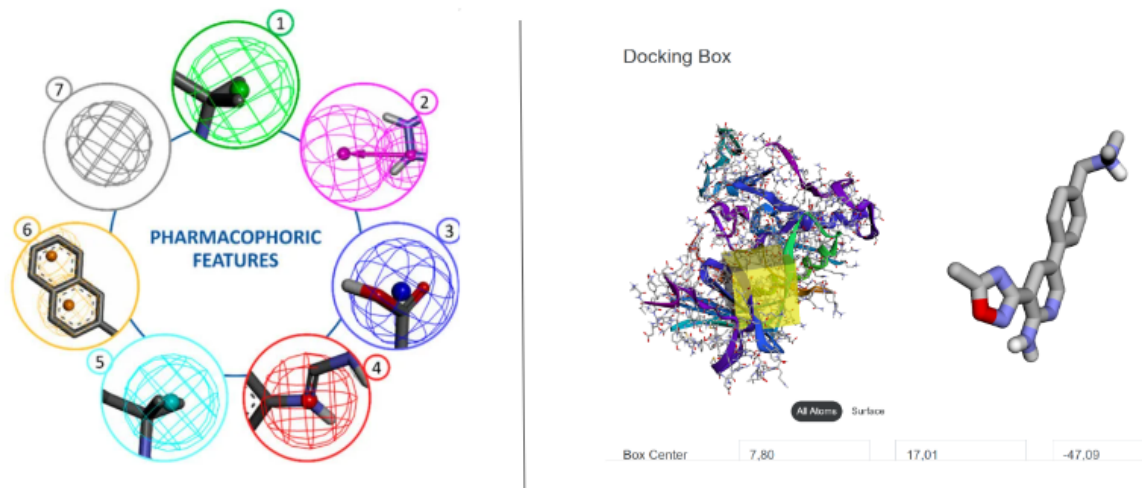 1
2
3
4
5
6
7
PHARMACOPHORIC
FEATURES
Docking Box
All Atoms Surface
Box Center 7,80 17,01 -47,09